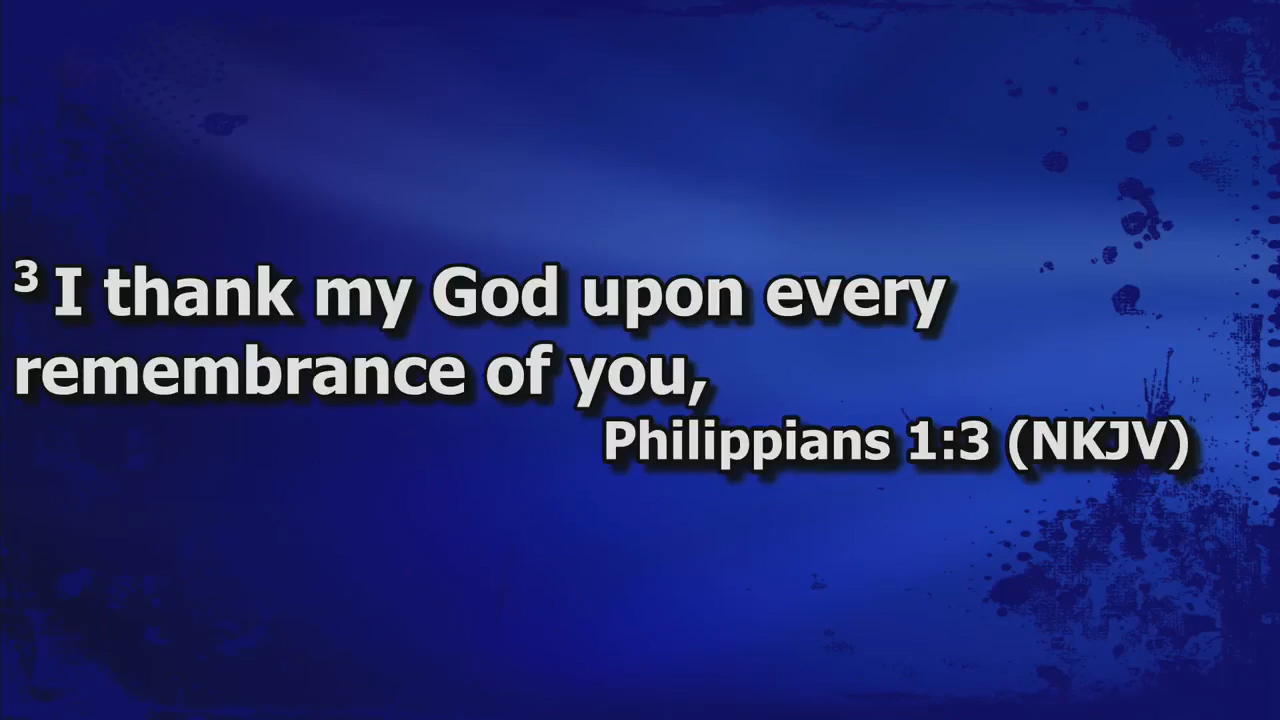 ³ I thank my God upon every
remembrance of you,
Philippians 1:3 (NKJV)